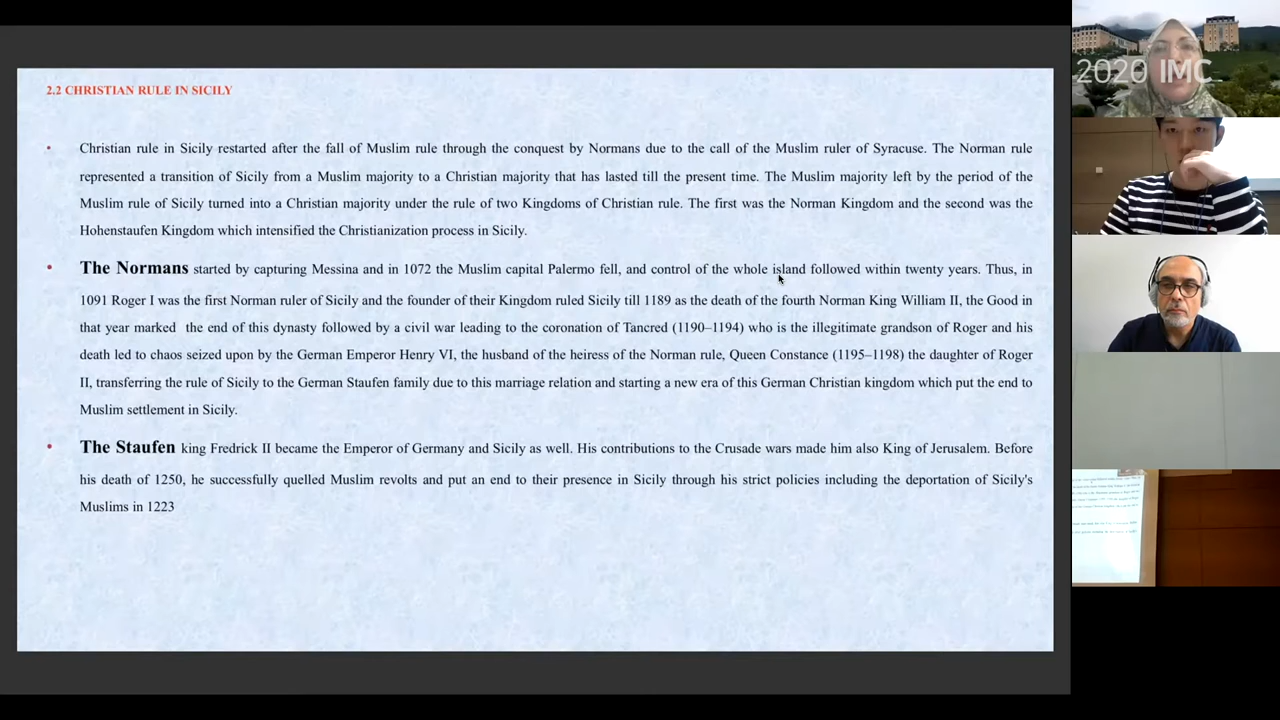 2.2 CHRISTIAN RULE IN SICILY
• Christian rule in Sicily restarted after the fall of Muslim rule through the conquest by Normans due to the call of the Muslim ruler of Syracuse. The Norman rule
represented a transition of Sicily from a Muslim majority to a Christian majority that has lasted till the present time. The Muslim majority left by the period of the
Muslim rule of Sicily turned into a Christian majority under the rule of two Kingdoms of Christian rule. The first was the Norman Kingdom and the second was the
Hohenstaufen Kingdom which intensified the Christianization process in Sicily.
• The Normans started by capturing Messina and in 1072 the Muslim capital Palermo fell, and control of the whole island followed within twenty years. Thus, in
1091 Roger I was the first Norman ruler of Sicily and the founder of their Kingdom ruled Sicily till 1189 as the death of the fourth Norman King William II, the Good in
that year marked the end of this dynasty followed by a civil war leading to the coronation of Tancred (1190–1194) who is the illegitimate grandson of Roger and his
death led to chaos seized upon by the German Emperor Henry VI, the husband of the heiress of the Norman rule, Queen Constance (1195–1198) the daughter of Roger
II, transferring the rule of Sicily to the German Staufen family due to this marriage relation and starting a new era of this German Christian kingdom which put the end to
Muslim settlement in Sicily.
• The Staufen king Fredrick II became the Emperor of Germany and Sicily as well. His contributions to the Crusade wars made him also King of Jerusalem. Before
his death of 1250, he successfully quelled Muslim revolts and put an end to their presence in Sicily through his strict policies including the deportation of Sicily's
Muslims in 1223
2020 IMC